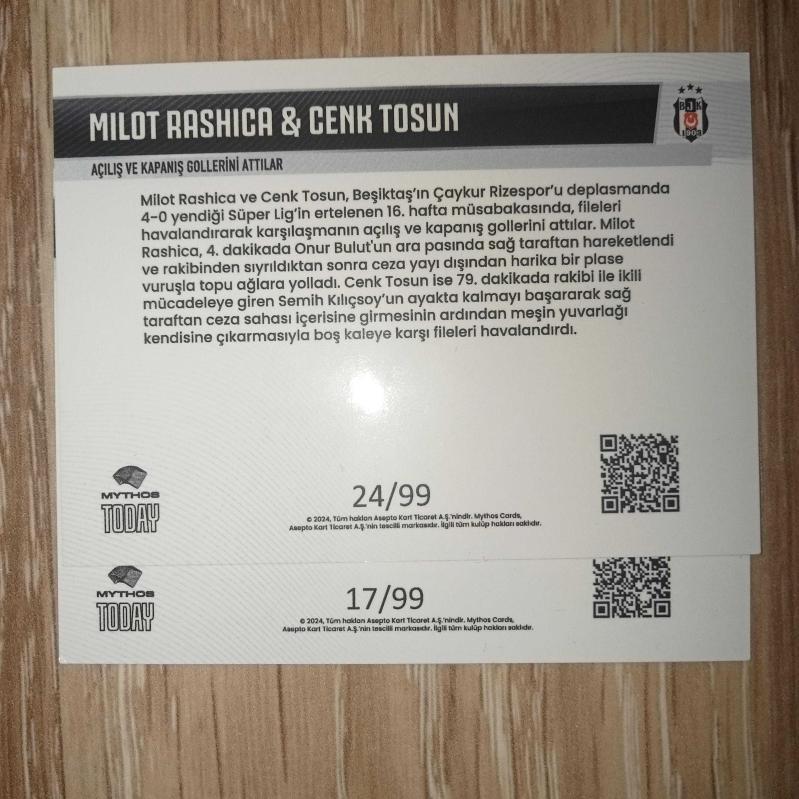 MILOT RASHICA & CENK TOSUN
BJK
1903
AÇILIŞ VE KAPANIŞ GOLLERİNİ ATTILAR
Milot Rashica ve Cenk Tosun, Beşiktaş'ın Çaykur Rizespor'u deplasmanda
4-0 yendiği Süper Lig'in ertelenen 16. hafta müsabakasında, fileleri
havalandırarak karşılaşmanın açılış ve kapanış gollerini attılar. Milot
Rashica, 4. dakikada Onur Bulut'un ara pasında sağ taraftan hareketlendi
ve rakibinden sıyrıldıktan sonra ceza yayı dışından harika bir plase
vuruşla topu ağlara yolladı. Cenk Tosun ise 79. dakikada rakibi ile ikili
mücadeleye giren Semih Kılıçsoy'un ayakta kalmayı başararak sağ
taraftan ceza sahası içerisine girmesinin ardından meşin yuvarlağı
kendisine çıkarmasıyla boş kaleye karşı fileleri havalandırdı.
MYTHOS
TODAY
24/99
© 2024, Tüm hakları Asepto Kart Ticaret A.Ş.'nindir. Mythos Cards,
Asepto Kart Ticaret A.Ş.'nin tescilli markasıdır. İlgili tüm kulüp hakları saklıdır.
MYTHOS
TODAY
17/99
© 2024, Tüm hakları Asepto Kart Ticaret A.Ş.'nindir. Mythos Cards,
Asepto Kart Ticaret A.Ş.'nin tescilli markasıdır. İlgili tüm kulüp hakları saklıdır.